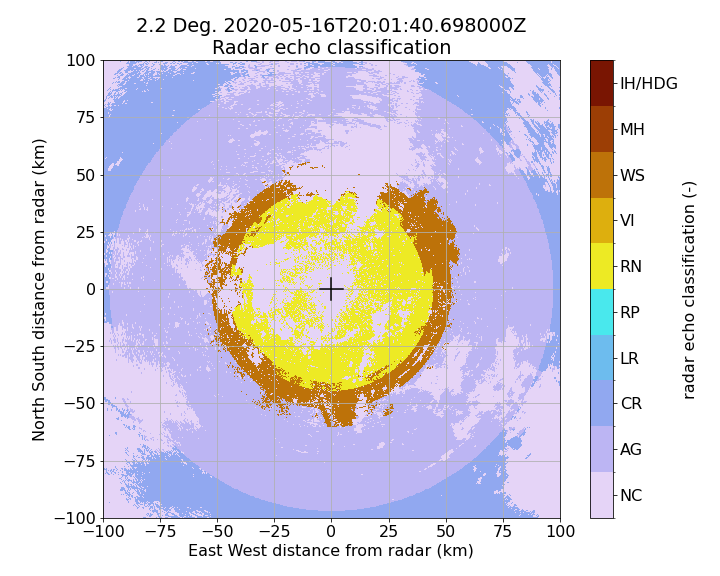 2.2 Deg. 2020-05-16T20:01:40.698000Z
Radar echo classification
100
75
50
25
0
−25
−50
−75
−100
−100
−75
−50
−25
0
25
50
75
100
North South distance from radar (km)
East West distance from radar (km)
IH/HDG
MH
WS
VI
RN
RP
LR
CR
AG
NC
radar echo classification (-)